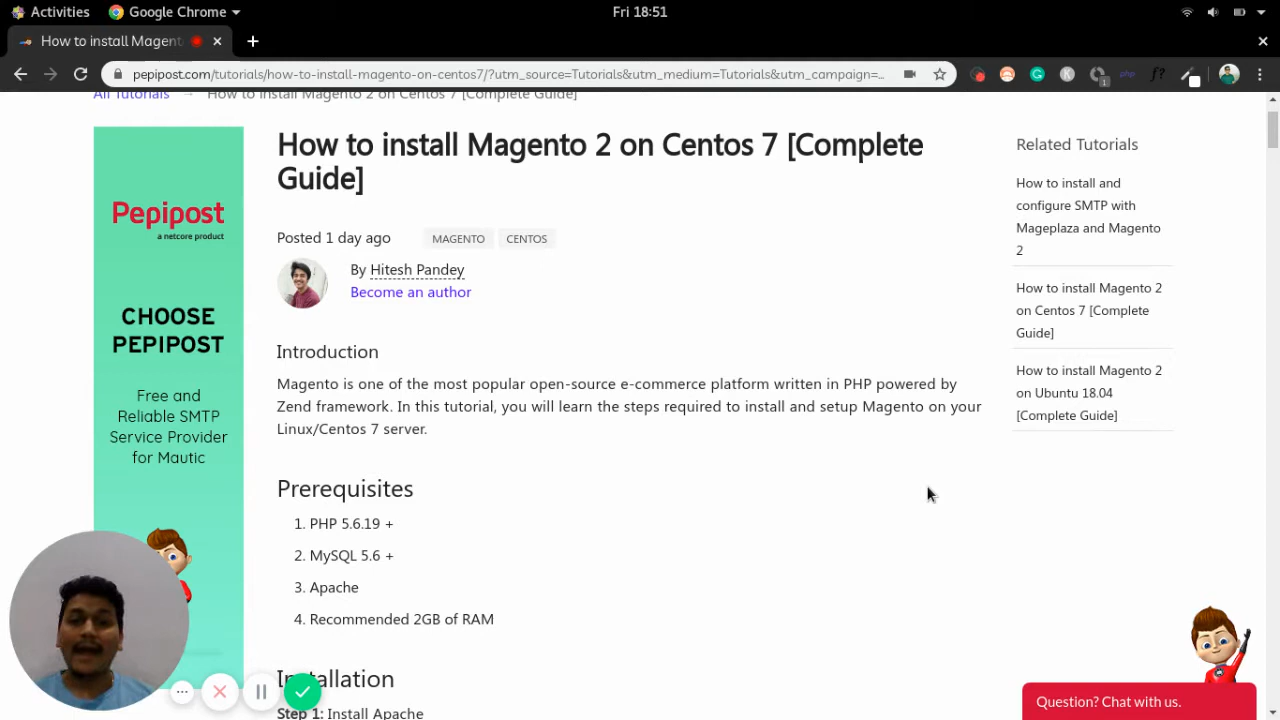 Activities
Google Chrome
Fri 18:51
How to install Magent
pepipost.com/tutorials/how-to-install-magento-on-centos7/?utm_source=Tutorials&utm_medium=Tutorials&utm_campaign=...
1
php
f?
All Tutorials → How to install Magento 2 on Centos 7 [Complete Guide]
Pepipost
a netcore product
CHOOSE
PEPIPOST
Free and
Reliable SMTP
Service Provider
for Mautic
How to install Magento 2 on Centos 7 [Complete
Guide]
Posted 1 day ago
MAGENTO
CENTOS
By Hitesh Pandey
Become an author
Introduction
Magento is one of the most popular open-source e-commerce platform written in PHP powered by
Zend framework. In this tutorial, you will learn the steps required to install and setup Magento on your
Linux/Centos 7 server.
Prerequisites
1. PHP 5.6.19 +
2. MySQL 5.6 +
3. Apache
4. Recommended 2GB of RAM
Step 1: Install Apache
Related Tutorials
How to install and
configure SMTP with
Mageplaza and Magento
2
How to install Magento 2
on Centos 7 [Complete
Guide]
How to install Magento 2
on Ubuntu 18.04
[Complete Guide]
Question? Chat with us.